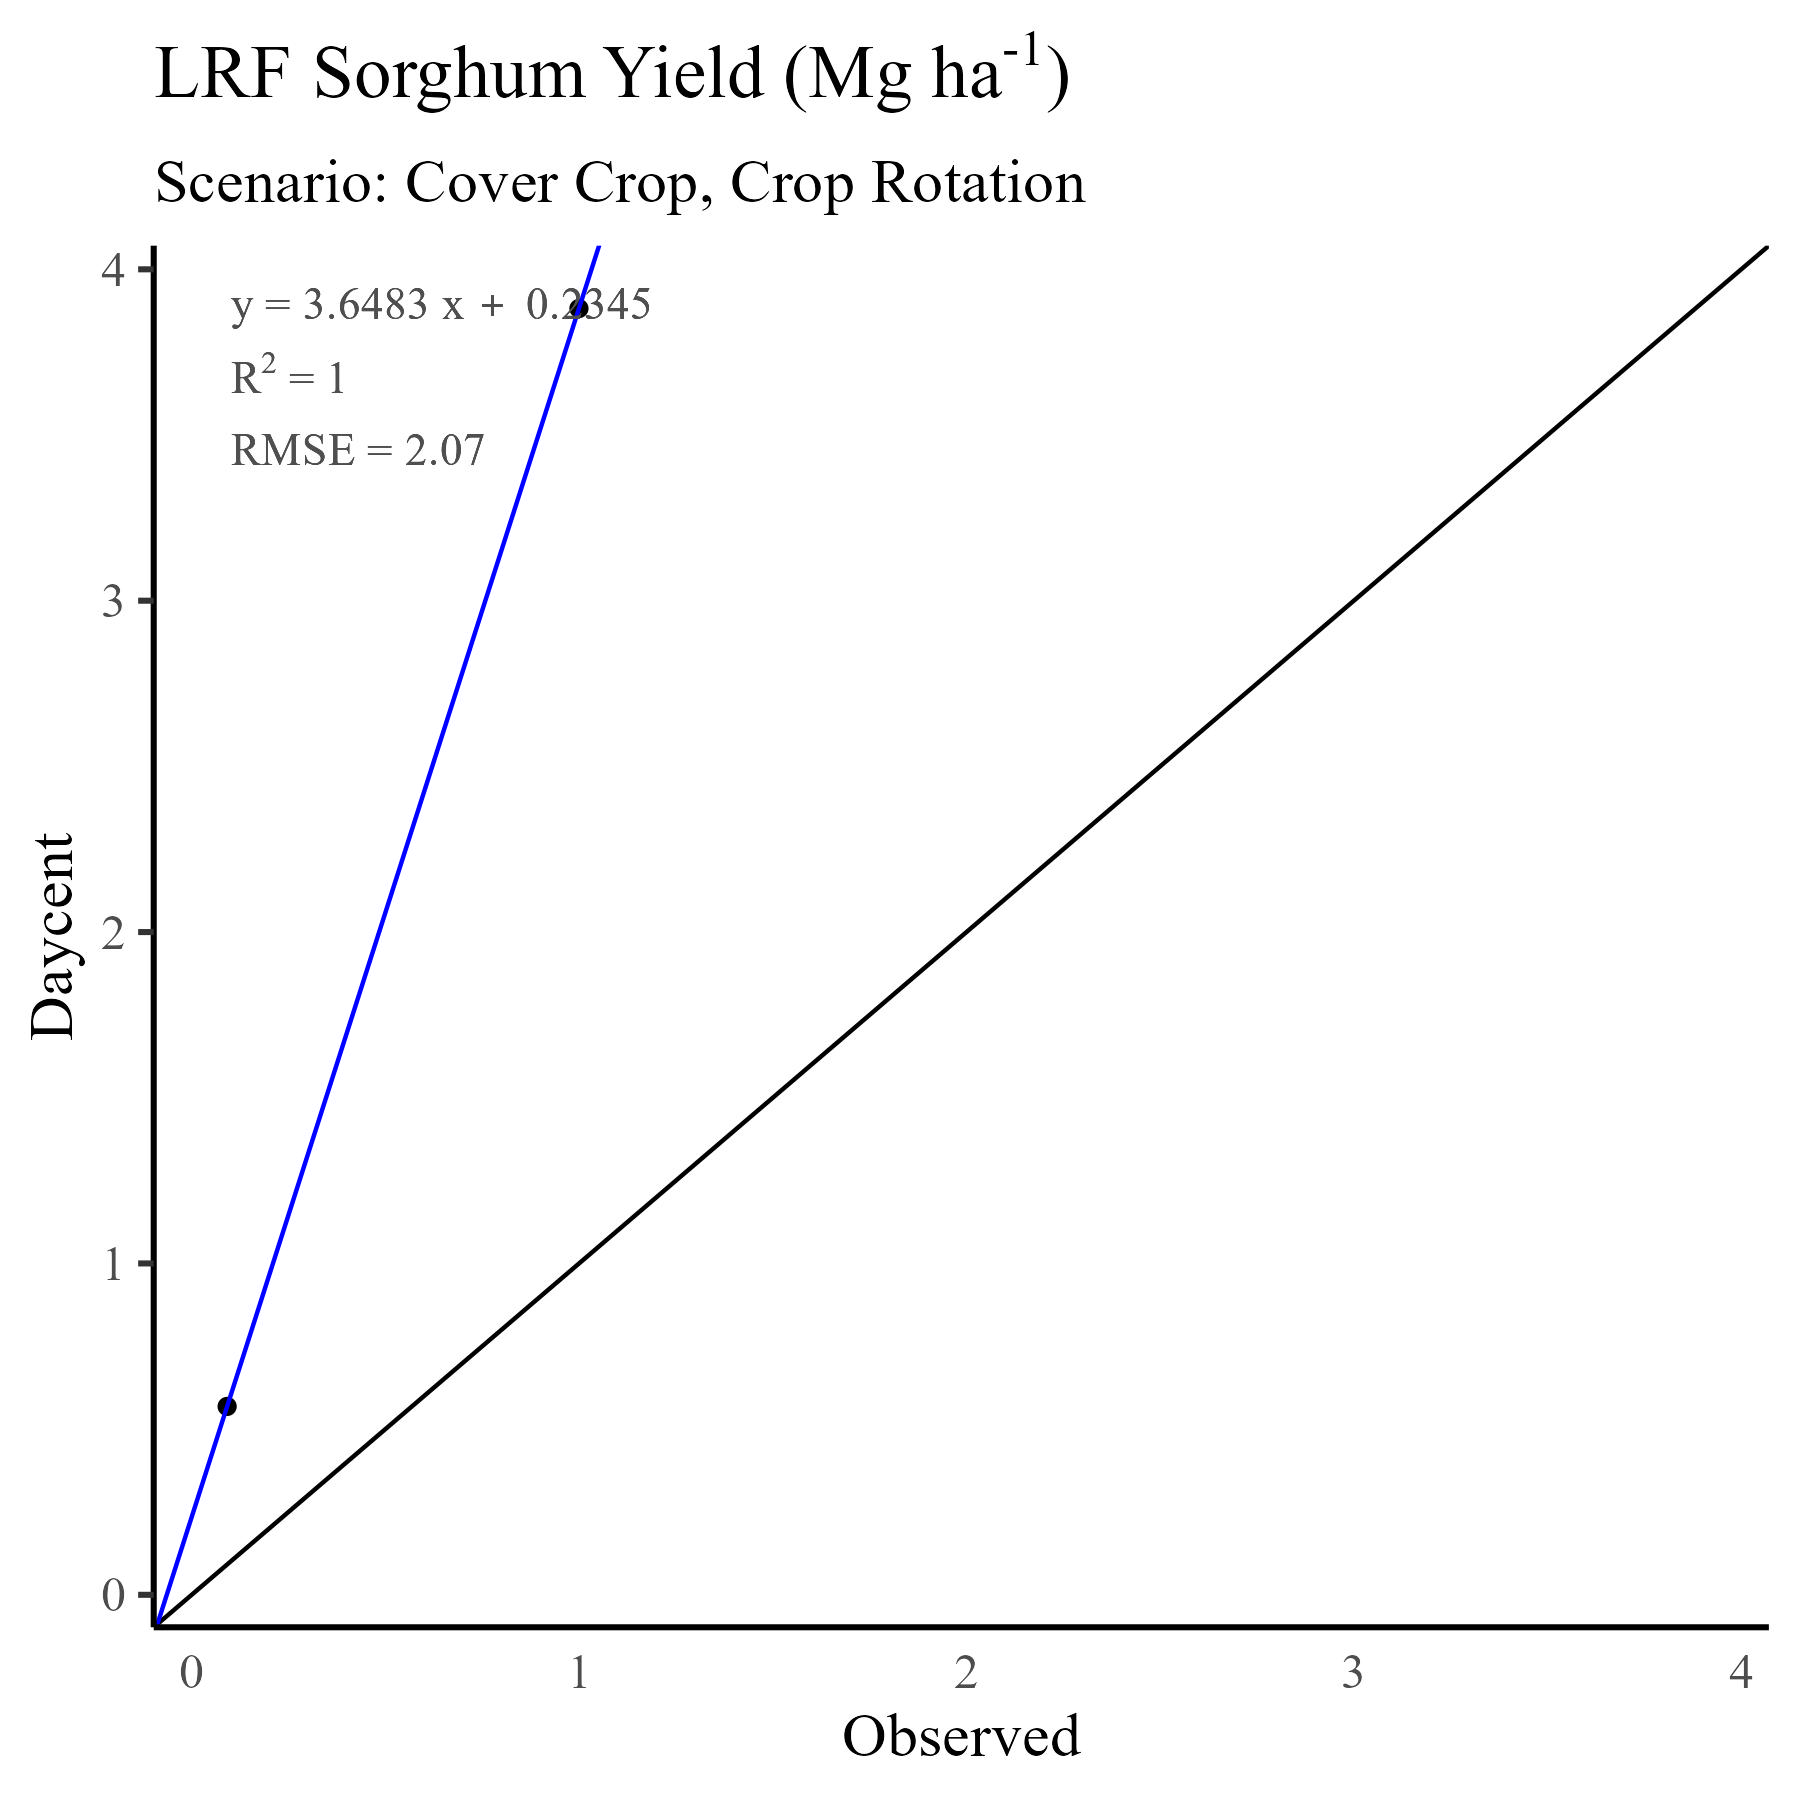 LRF Sorghum Yield (Mg ha⁻¹)
Scenario: Cover Crop, Crop Rotation
y = 3.6483 x + 0.2345
R² = 1
RMSE = 2.07
4
3
2
1
0
Daycent
0 1 2 3 4
Observed